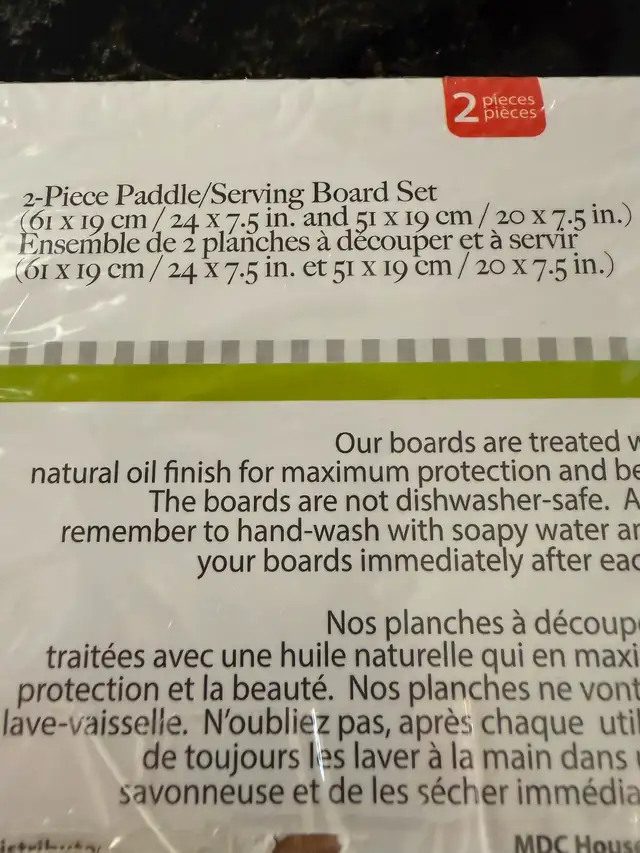 2 pieces
pièces
2-Piece Paddle/Serving Board Set
(61 x 19 cm / 24 x 7.5 in. and 51 x 19 cm / 20 x 7.5 in.)
Ensemble de 2 planches à découper et à servir
(61 x 19 cm / 24 x 7.5 in. et 51 x 19 cm / 20 x 7.5 in.)
Our boards are treated
natural oil finish for maximum protection and
The boards are not dishwasher-safe.
remember to hand-wash with soapy water
your boards immediately after
Nos planches à
traitées avec une huile naturelle qui en
protection et la beauté. Nos planches ne vont
lave-vaisselle. N'oubliez pas, après chaque
de toujours les laver à la main dans
savonneuse et de les sécher
MDC